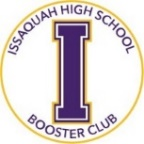 ISSAQUAH HIGH SCHOOL
I
BOOSTER CLUB